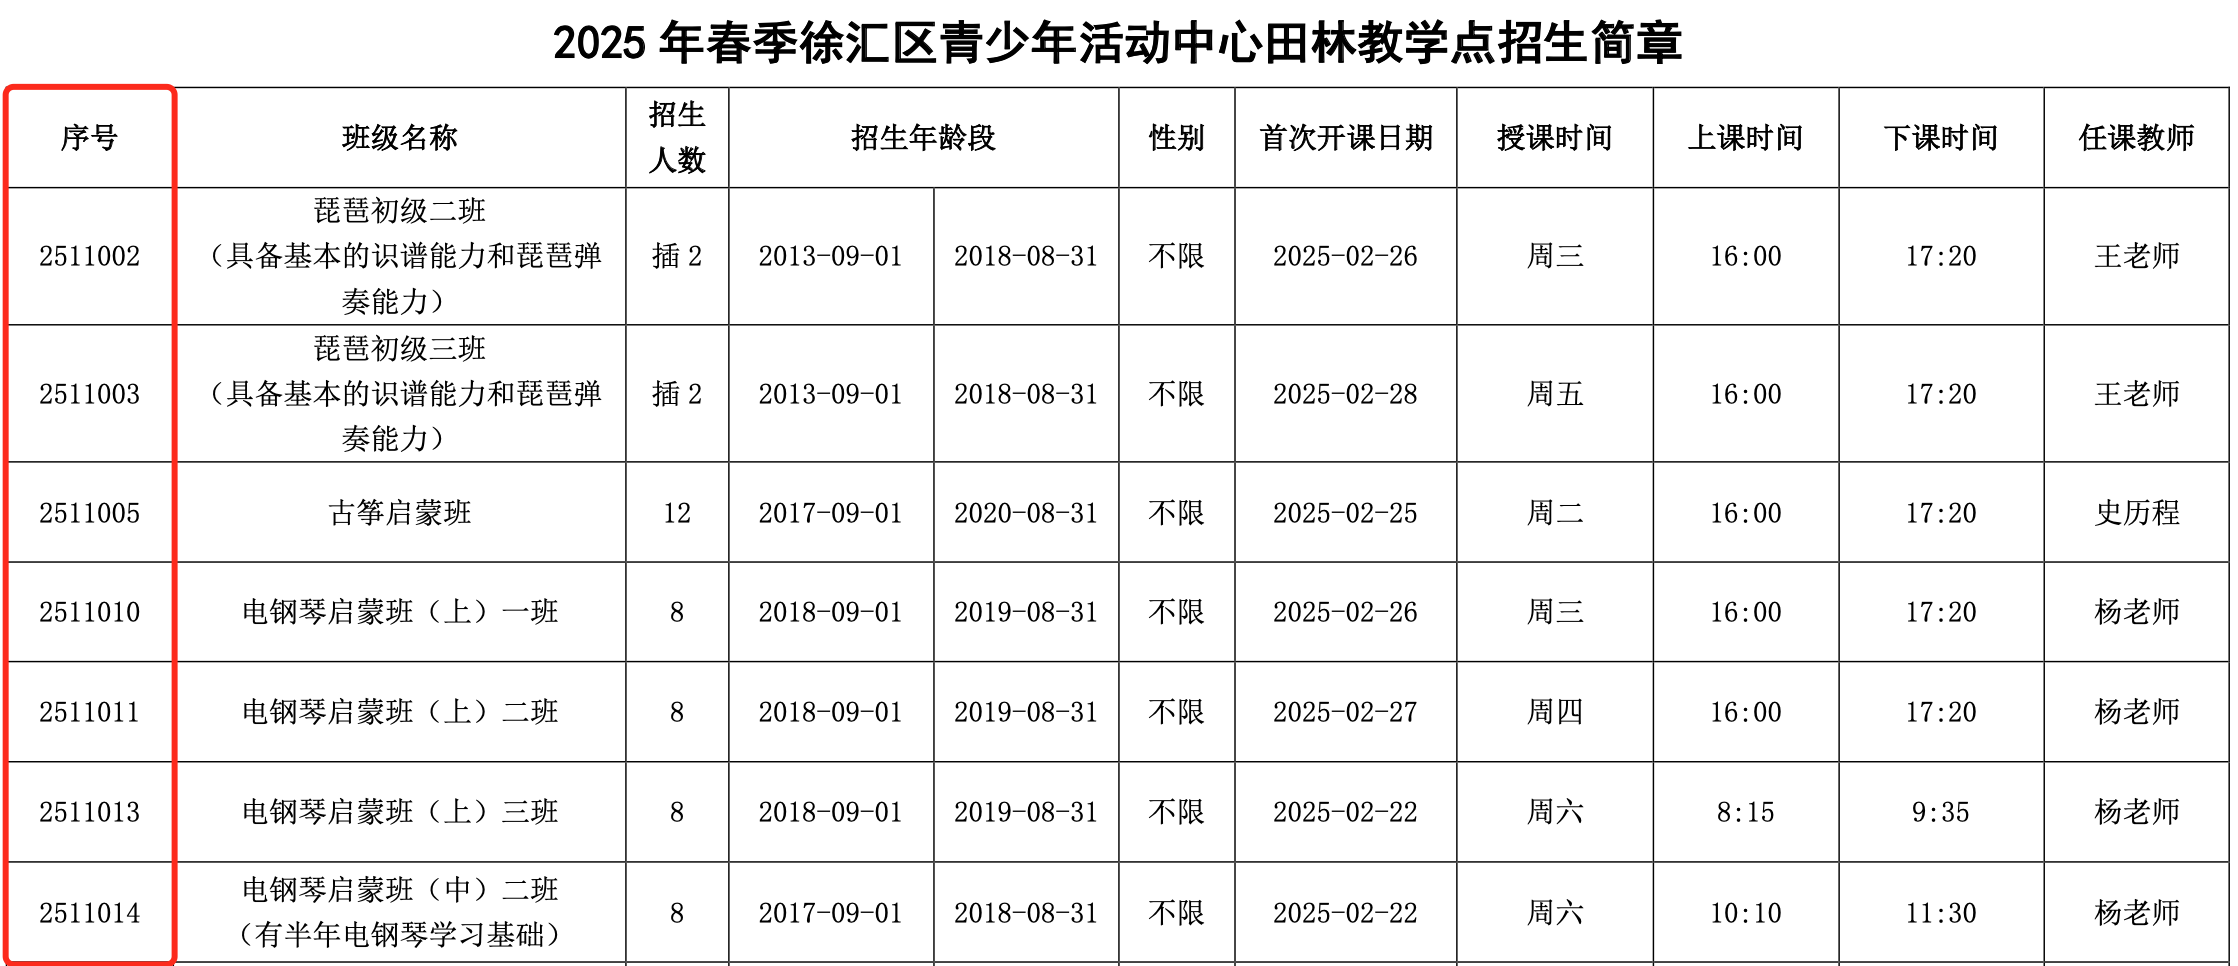 2025 年春季徐汇区青少年活动中心田林教学点招生简章
序号 班级名称 招生人数 招生年龄段 性别 首次开课日期 授课时间 上课时间 下课时间 任课教师
2511002 琵琶初级二班（具备基本的识谱能力和琵琶弹奏能力） 插 2 2013-09-01 2018-08-31 不限 2025-02-26 周三 16:00 17:20 王老师
2511003 琵琶初级三班（具备基本的识谱能力和琵琶弹奏能力） 插 2 2013-09-01 2018-08-31 不限 2025-02-28 周五 16:00 17:20 王老师
2511005 古筝启蒙班 12 2017-09-01 2020-08-31 不限 2025-02-25 周二 16:00 17:20 史历程
2511010 电钢琴启蒙班（上）一班 8 2018-09-01 2019-08-31 不限 2025-02-26 周三 16:00 17:20 杨老师
2511011 电钢琴启蒙班（上）二班 8 2018-09-01 2019-08-31 不限 2025-02-27 周四 16:00 17:20 杨老师
2511013 电钢琴启蒙班（上）三班 8 2018-09-01 2019-08-31 不限 2025-02-22 周六 8:15 9:35 杨老师
2511014 电钢琴启蒙班（中）二班（有半年电钢琴学习基础） 8 2017-09-01 2018-08-31 不限 2025-02-22 周六 10:10 11:30 杨老师